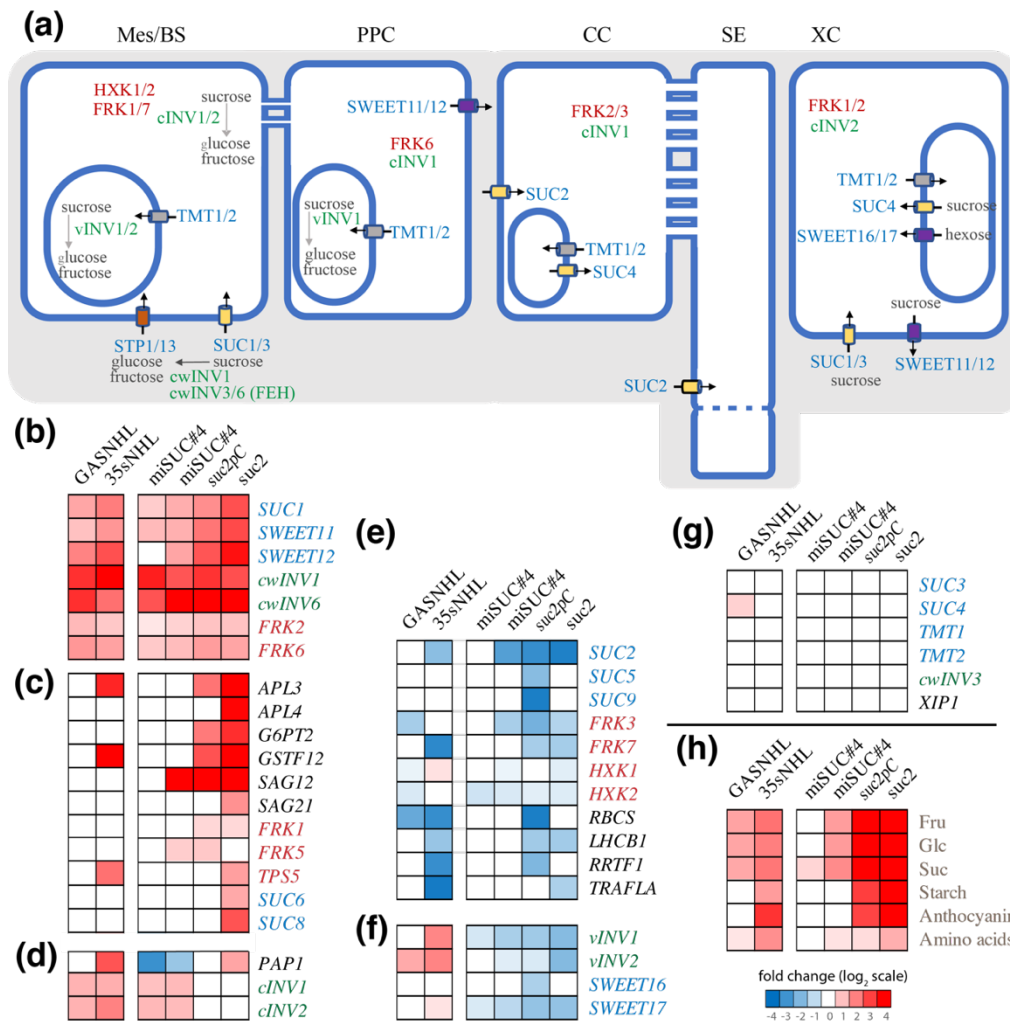 (a)
Mes/BS PPC CC SE XC
HXK1/2
FRK1/7
sucrose
cINV1/2
glucose
fructose
sucrose
vINV1/2
glucose
fructose
TMT1/2
STP1/13
glucose
fructose
SUC1/3
sucrose
cwINV1
cwINV3/6 (FEH)
SWEET11/12
FRK6
cINV1
sucrose
vINV1
glucose
fructose
TMT1/2
FRK2/3
cINV1
SUC2
TMT1/2
SUC4
SUC2
FRK1/2
cINV2
TMT1/2
SUC4 sucrose
SWEET16/17 hexose
sucrose
SUC1/3
sucrose
SWEET11/12
(b)
GASNHL 35sNHL miSUC#4 miSUC#4 suc2pC suc2
SUC1
SWEET11
SWEET12
cwINV1
cwINV6
FRK2
FRK6
(c)
APL3
APL4
G6PT2
GSTF12
SAG12
SAG21
FRK1
FRK5
TPS5
SUC6
SUC8
(d)
PAP1
cINV1
cINV2
(e)
GASNHL 35sNHL miSUC#4 miSUC#4 suc2pC suc2
SUC2
SUC5
SUC9
FRK3
FRK7
HXK1
HXK2
RBCS
LHCB1
RRTF1
TRAFLA
(f)
vINV1
vINV2
SWEET16
SWEET17
(g)
GASNHL 35sNHL miSUC#4 miSUC#4 suc2pC suc2
SUC3
SUC4
TMT1
TMT2
cwINV3
XIP1
(h)
GASNHL 35sNHL miSUC#4 miSUC#4 suc2pC suc2
Fru
Glc
Suc
Starch
Anthocyanin
Amino acids
fold change (log2 scale)
-4 -3 -2 -1 0 1 2 3 4